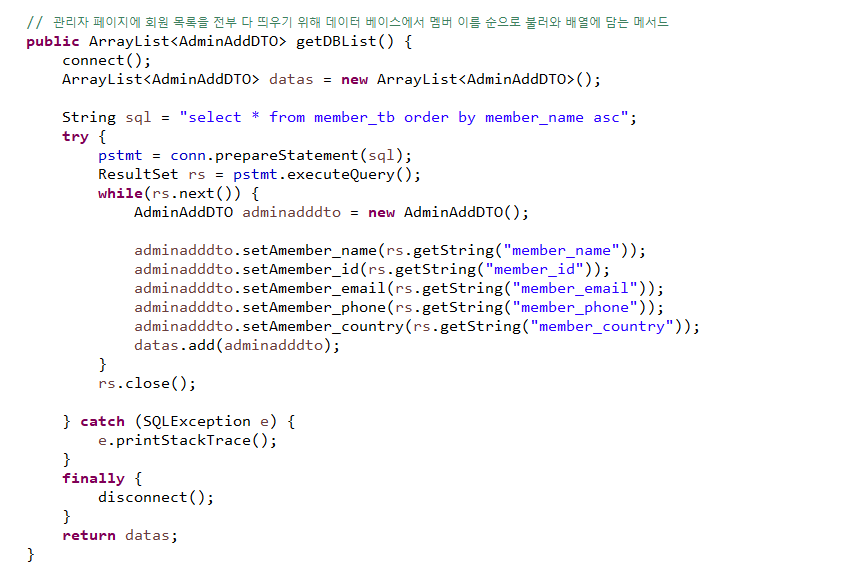 // 관리자 페이지에 회원 목록을 전부 다 띄우기 위해 데이터 베이스에서 멤버 이름 순으로 불러와 배열에 담는 메서드
public ArrayList<AdminAddDTO> getDBList() {
    connect();
    ArrayList<AdminAddDTO> datas = new ArrayList<AdminAddDTO>();

    String sql = "select * from member_tb order by member_name asc";
    try {
        pstmt = conn.prepareStatement(sql);
        ResultSet rs = pstmt.executeQuery();
        while(rs.next()) {
            AdminAddDTO adminadddto = new AdminAddDTO();

            adminadddto.setAmember_name(rs.getString("member_name"));
            adminadddto.setAmember_id(rs.getString("member_id"));
            adminadddto.setAmember_email(rs.getString("member_email"));
            adminadddto.setAmember_phone(rs.getString("member_phone"));
            adminadddto.setAmember_country(rs.getString("member_country"));
            datas.add(adminadddto);
        }
        rs.close();

    } catch (SQLException e) {
        e.printStackTrace();
    }
    finally {
        disconnect();
    }
    return datas;
}